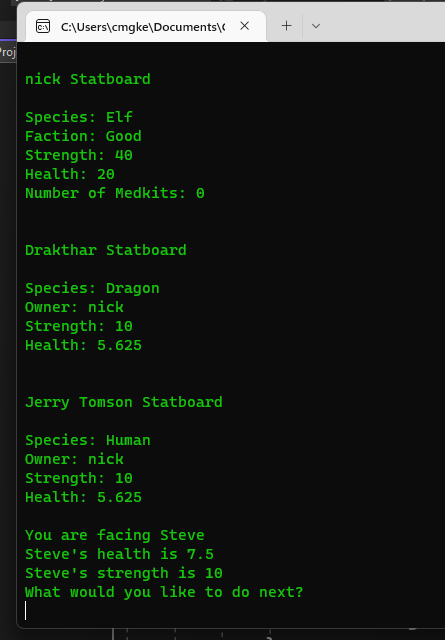 C:\Users\cmgke\Documents\
Proj
nick Statboard
Species: Elf
Faction: Good
Strength: 40
Health: 20
Number of Medkits: 0
Drakthar Statboard
Species: Dragon
Owner: nick
Strength: 10
Health: 5.625
Jerry Tomson Statboard
Species: Human
Owner: nick
Strength: 10
Health: 5.625
You are facing Steve
Steve's health is 7.5
Steve's strength is 10
What would you like to do next?